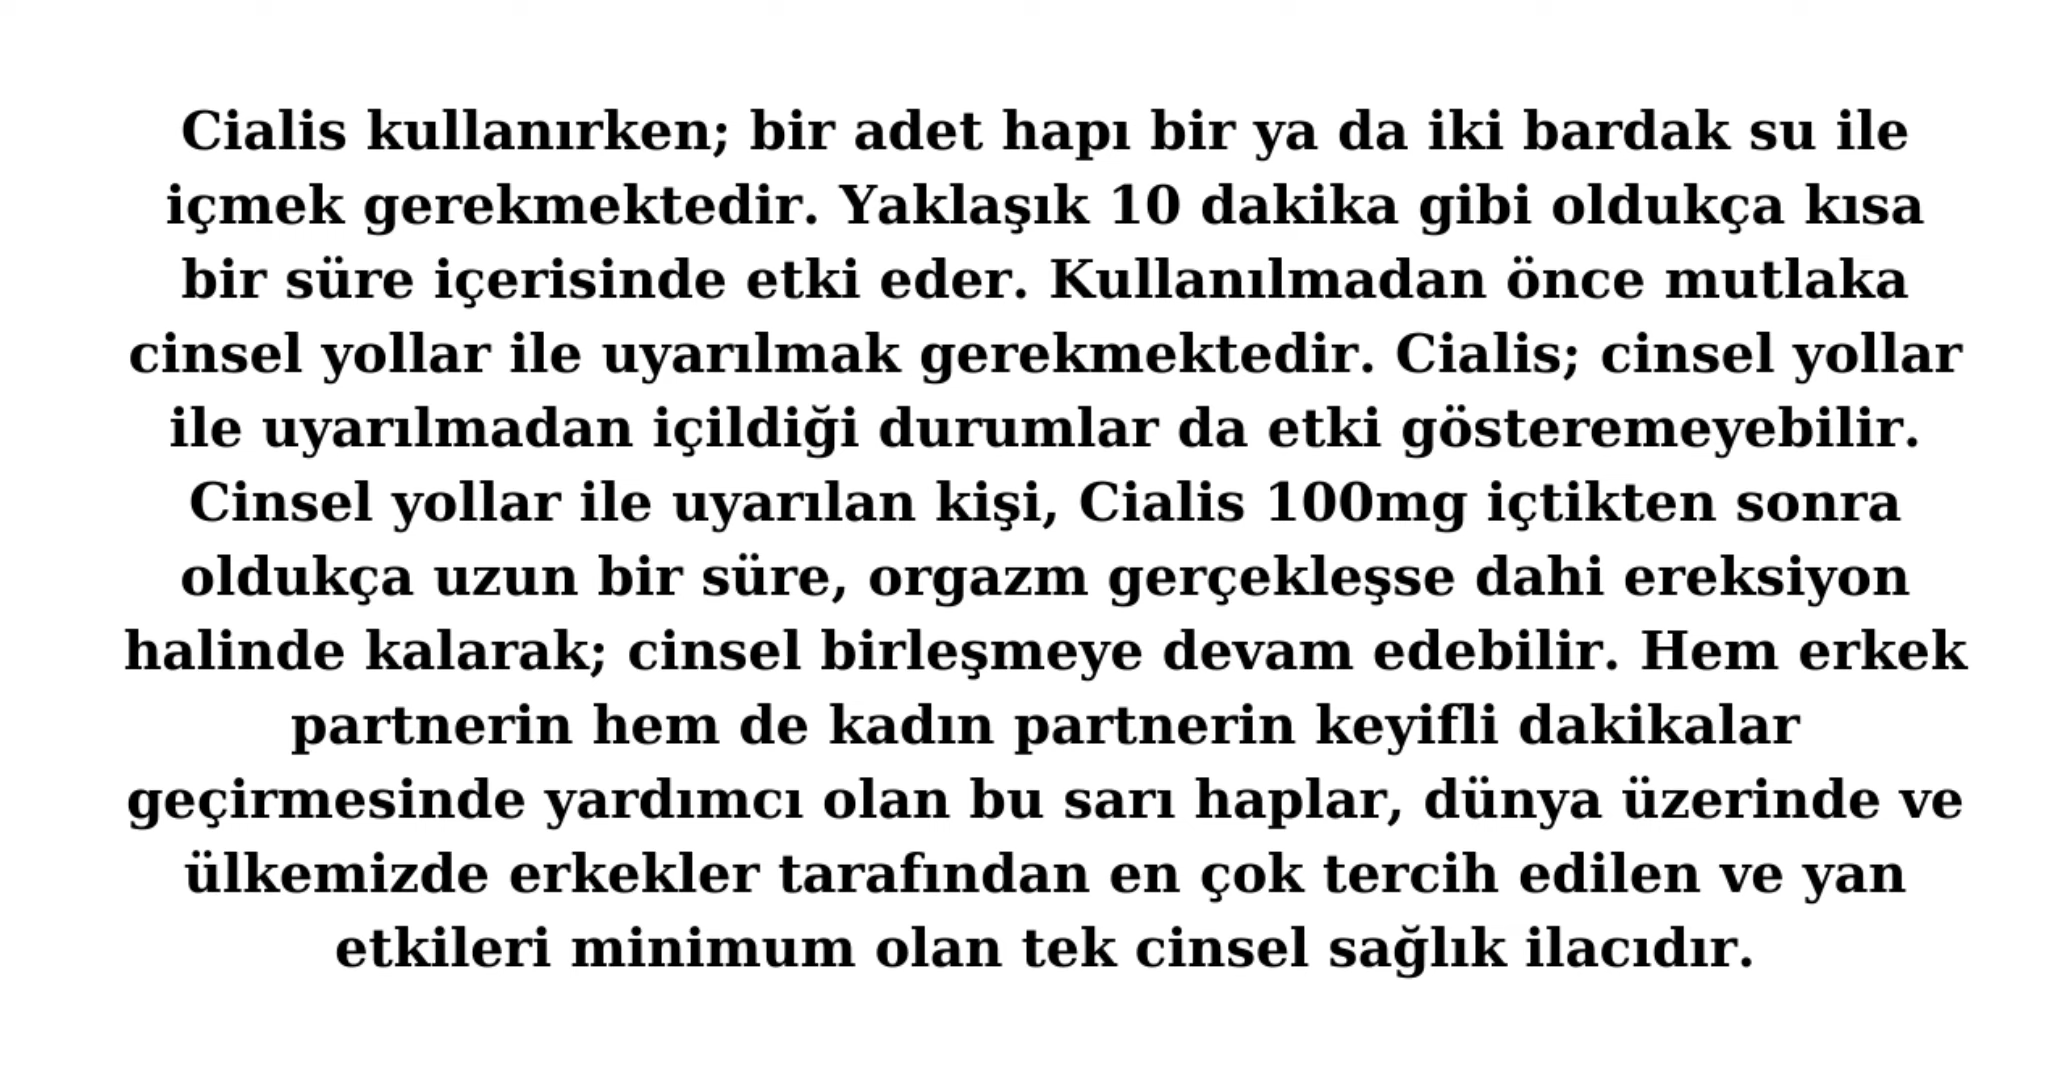 Cialis kullanırken; bir adet hapı bir ya da iki bardak su ile
içmek gerekmektedir. Yaklaşık 10 dakika gibi oldukça kısa
bir süre içerisinde etki eder. Kullanılmadan önce mutlaka
cinsel yollar ile uyarılmak gerekmektedir. Cialis; cinsel yollar
ile uyarılmadan içildiği durumlar da etki gösteremeyebilir.
Cinsel yollar ile uyarılan kişi, Cialis 100mg içtikten sonra
oldukça uzun bir süre, orgazm gerçekleşse dahi ereksiyon
halinde kalarak; cinsel birleşmeye devam edebilir. Hem erkek
partnerin hem de kadın partnerin keyifli dakikalar
geçirmesinde yardımcı olan bu sarı haplar, dünya üzerinde ve
ülkemizde erkekler tarafından en çok tercih edilen ve yan
etkileri minimum olan tek cinsel sağlık ilacıdır.